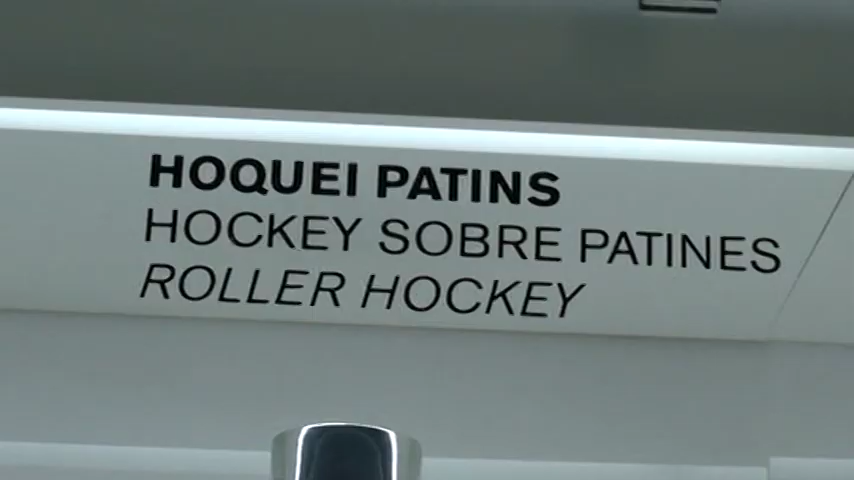 HOQUEI PATINS
HOCKEY SOBRE PATINES
ROLLER HOCKEY